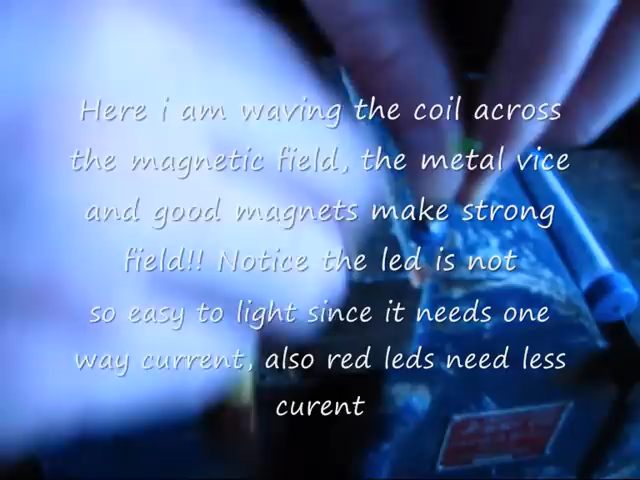 Here i am waving the coil across
the magnetic field, the metal vice
and good magnets make strong
field!! Notice the led is not
so easy to light since it needs one
way current, also red leds need less
curent